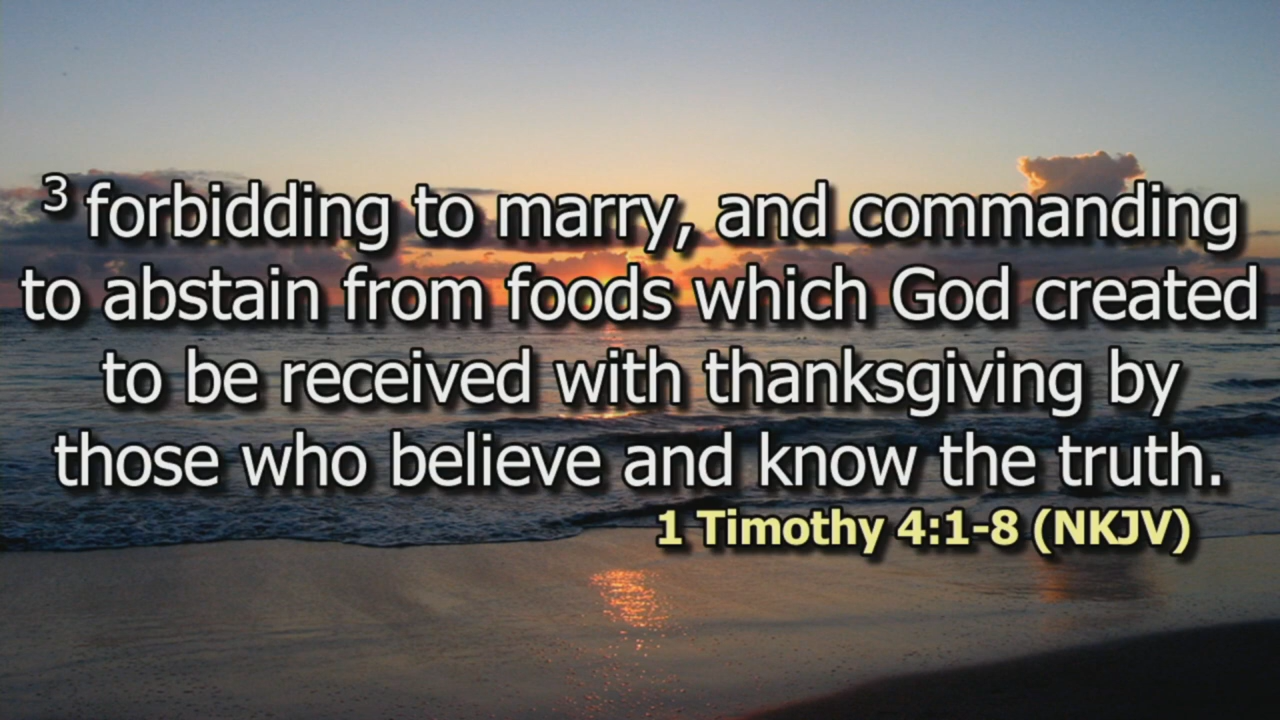 3 forbidding to marry, and commanding
to abstain from foods which God created
to be received with thanksgiving by
those who believe and know the truth.
1 Timothy 4:1-8 (NKJV)